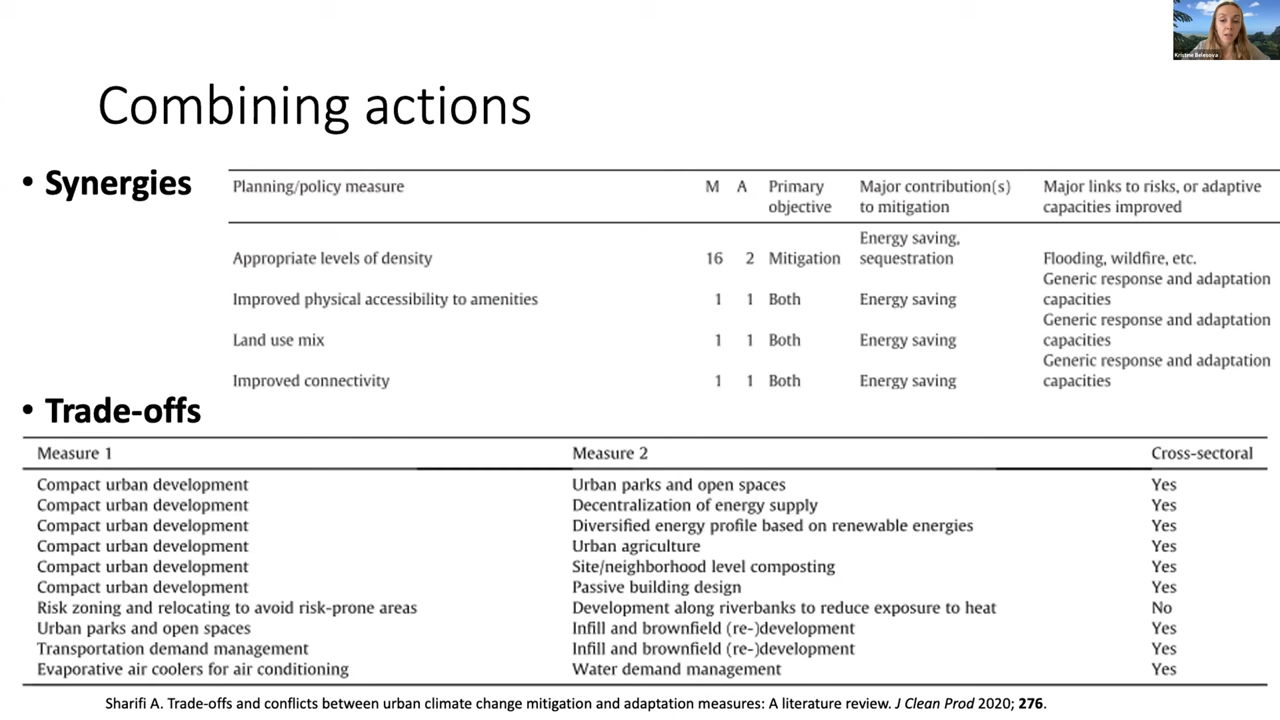 Kristine Belesova
Combining actions
• Synergies
Planning/policy measure M A Primary objective Major contribution(s) to mitigation Major links to risks, or adaptive capacities improved
Appropriate levels of density 16 2 Mitigation Energy saving, sequestration Flooding, wildfire, etc.
Improved physical accessibility to amenities 1 1 Both Energy saving Generic response and adaptation capacities
Land use mix 1 1 Both Energy saving Generic response and adaptation capacities
Improved connectivity 1 1 Both Energy saving Generic response and adaptation capacities
• Trade-offs
Measure 1 Measure 2 Cross-sectoral
Compact urban development Urban parks and open spaces Yes
Compact urban development Decentralization of energy supply Yes
Compact urban development Diversified energy profile based on renewable energies Yes
Compact urban development Urban agriculture Yes
Compact urban development Site/neighborhood level composting Yes
Compact urban development Passive building design Yes
Risk zoning and relocating to avoid risk-prone areas Development along riverbanks to reduce exposure to heat No
Urban parks and open spaces Infill and brownfield (re-)development Yes
Transportation demand management Infill and brownfield (re-)development Yes
Evaporative air coolers for air conditioning Water demand management Yes
Sharifi A. Trade-offs and conflicts between urban climate change mitigation and adaptation measures: A literature review. J Clean Prod 2020; 276.